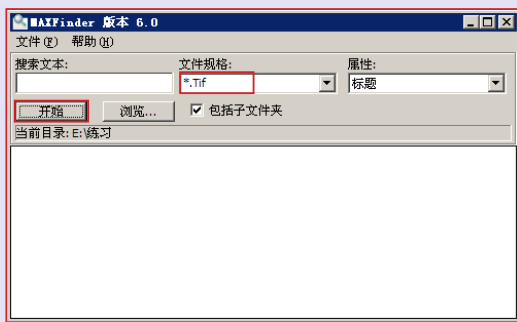 MAXFinder 版本 6.0
文件(F) 帮助(H)
搜索文本: 文件规格: 属性:
*.Tif 标题
开始 浏览... 包括子文件夹
当前目录: E:\练习